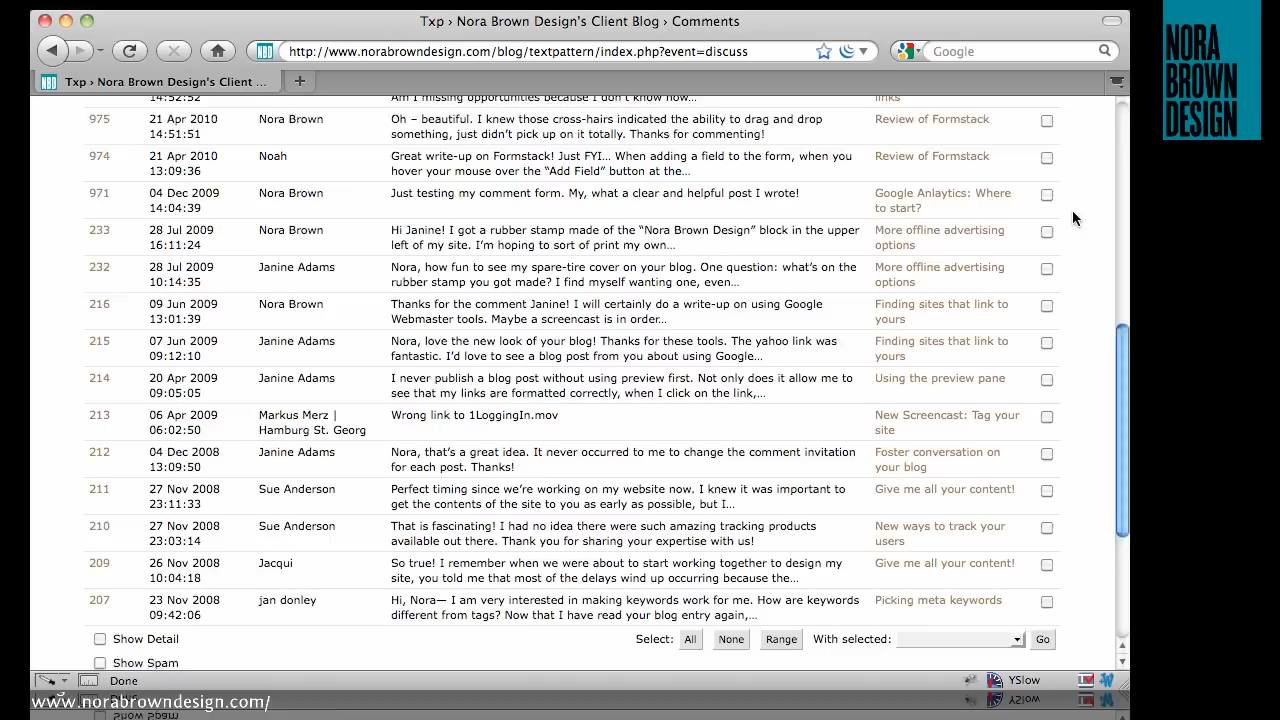 Txp › Nora Brown Design's Client Blog › Comments
NORA
BROWN
DESIGN
http://www.norabrowndesign.com/blog/textpattern/index.php?event=discuss
Google
Txp › Nora Brown Design's Client Blog ...
14:52:52 Am I missing opportunities because I don't know how… links
975 21 Apr 2010 Nora Brown Oh – beautiful. I knew those cross-hairs indicated the ability to drag and drop Review of Formstack
14:51:51 something, just didn't pick up on it totally. Thanks for commenting!
974 21 Apr 2010 Noah Great write-up on Formstack! Just FYI… When adding a field to the form, when you Review of Formstack
13:09:36 hover your mouse over the “Add Field” button at the…
971 04 Dec 2009 Nora Brown Just testing my comment form. My, what a clear and helpful post I wrote! Google Anlaytics: Where
14:04:39 to start?
233 28 Jul 2009 Nora Brown Hi Janine! I got a rubber stamp made of the “Nora Brown Design” block in the upper More offline advertising
16:11:24 left of my site. I'm hoping to sort of print my own… options
232 28 Jul 2009 Janine Adams Nora, how fun to see my spare-tire cover on your blog. One question: what's on the More offline advertising
10:14:35 rubber stamp you got made? I find myself wanting one, even… options
216 09 Jun 2009 Nora Brown Thanks for the comment Janine! I will certainly do a write-up on using Google Finding sites that link to
13:01:39 Webmaster tools. Maybe a screencast is in order… yours
215 07 Jun 2009 Janine Adams Nora, love the new look of your blog! Thanks for these tools. The yahoo link was Finding sites that link to
09:12:10 fantastic. I'd love to see a blog post from you about using Google… yours
214 20 Apr 2009 Janine Adams I never publish a blog post without using preview first. Not only does it allow me to Using the preview pane
09:05:05 see that my links are formatted correctly, when I click on the link,…
213 06 Apr 2009 Markus Merz | Wrong link to 1LoggingIn.mov New Screencast: Tag your
06:02:50 Hamburg St. Georg site
212 04 Dec 2008 Janine Adams Nora, that's a great idea. It never occurred to me to change the comment invitation Foster conversation on
13:09:50 for each post. Thanks! your blog
211 27 Nov 2008 Sue Anderson Perfect timing since we're working on my website now. I knew it was important to Give me all your content!
23:11:33 get the contents of the site to you as early as possible, but I…
210 27 Nov 2008 Sue Anderson That is fascinating! I had no idea there were such amazing tracking products New ways to track your
23:03:14 available out there. Thank you for sharing your expertise with us! users
209 26 Nov 2008 Jacqui So true! I remember when we were about to start working together to design my Give me all your content!
10:04:18 site, you told me that most of the delays wind up occurring because the…
207 23 Nov 2008 jan donley Hi, Nora— I am very interested in making keywords work for me. How are keywords Picking meta keywords
09:42:06 different from tags? Now that I have read your blog entry again,…
Show Detail Select: All None Range With selected: Go
Show Spam
Done YSlow
www.norabrowndesign.com/